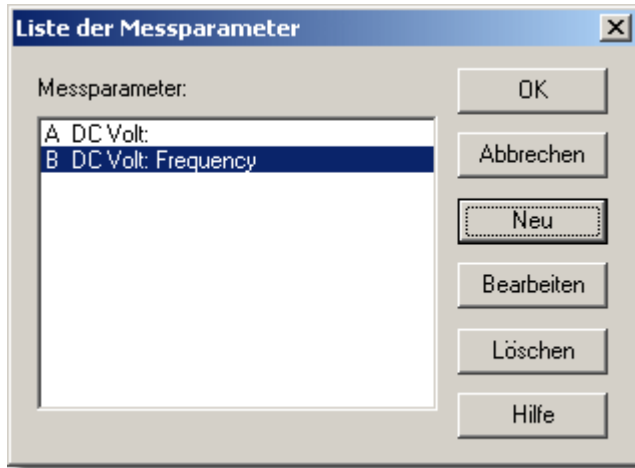 Liste der Messparameter
Messparameter:
A DC Volt:
B DC Volt: Frequency
OK
Abbrechen
Neu
Bearbeiten
Löschen
Hilfe